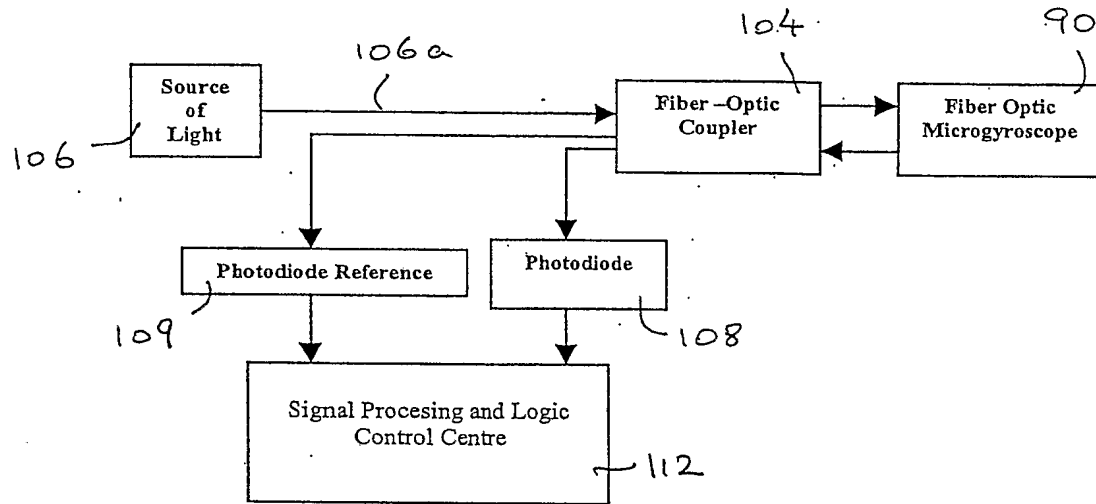 104
90
106a
Source
of
Light
Fiber –Optic
Coupler
Fiber Optic
Microgyroscope
106
Photodiode Reference
Photodiode
109
108
Signal Procesing and Logic
Control Centre
112